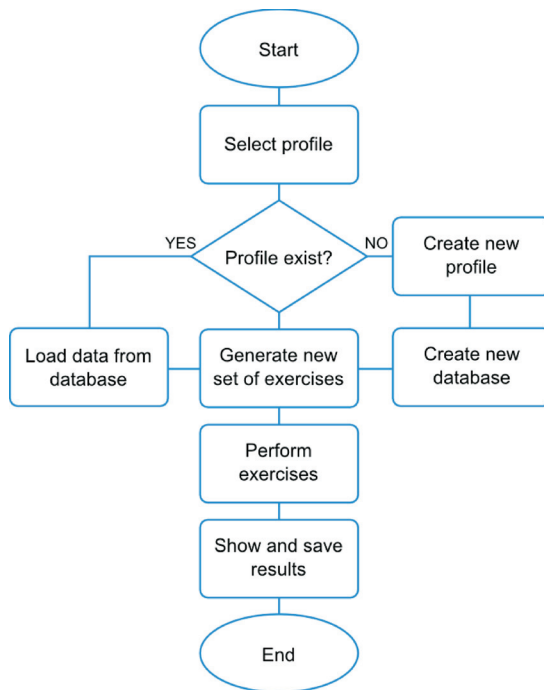 Start
Select profile
YES
Profile exist?
NO
Create new
profile
Load data from
database
Generate new
set of exercises
Create new
database
Perform
exercises
Show and save
results
End